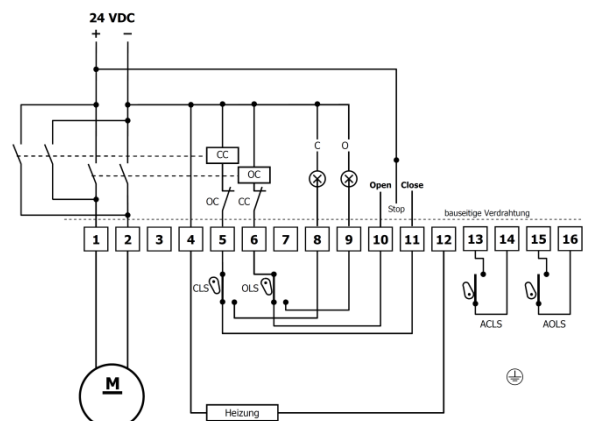 24 VDC
+ −
CC
C O
OC
Open Close
OC CC
Stop
bauseitige Verdrahtung
1 2 3 4 5 6 7 8 9 10 11 12 13 14 15 16
CLS OLS
ACLS AOLS
M
Heizung